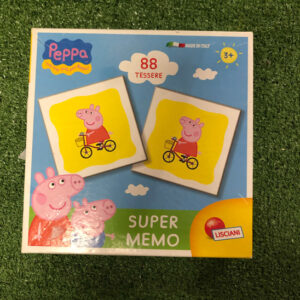 Peppa
88
TESSERE
MADE IN ITALY
3+
SUPER
MEMO
LISCIANI